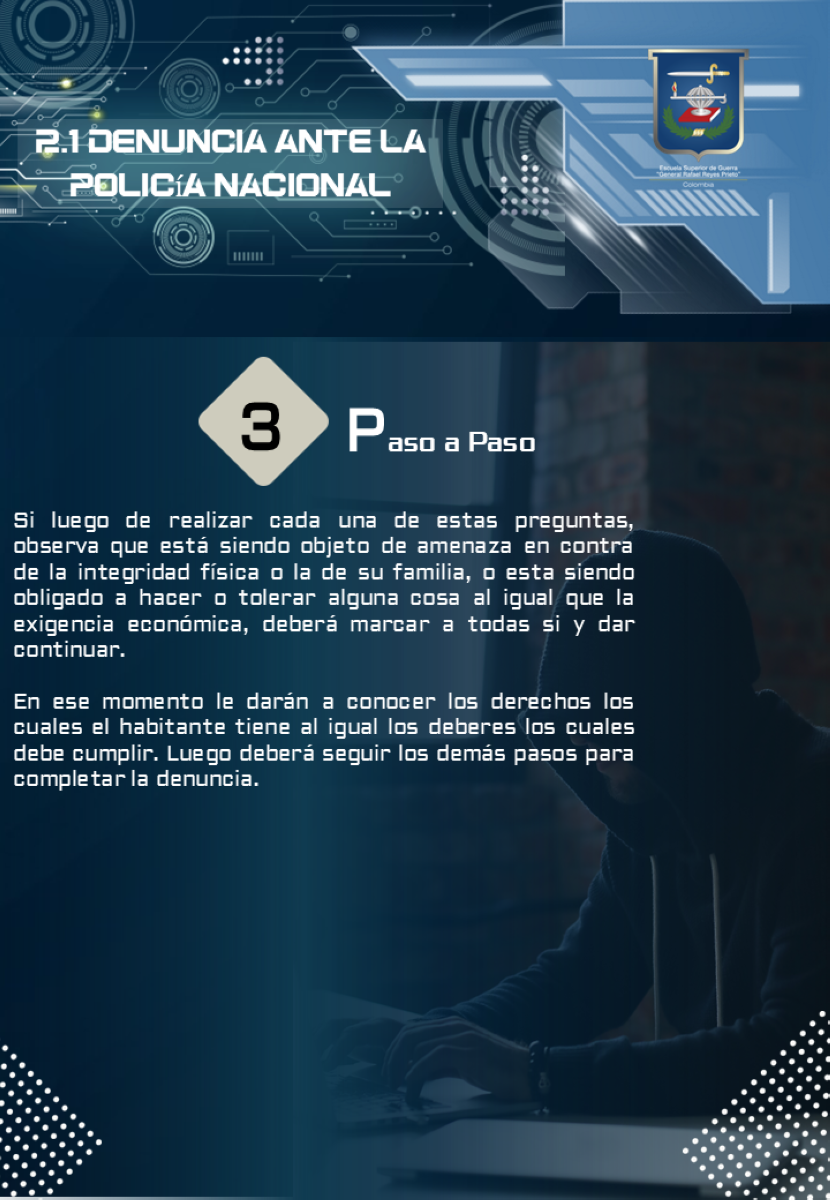 2.1 DENUNCIA ANTE LA
POLICíA NACIONAL
Escuela Superior de Guerra
"General Rafael Reyes Prieto"
Colombia
3
Paso a Paso
Si luego de realizar cada una de estas preguntas,
observa que está siendo objeto de amenaza en contra
de la integridad física o la de su familia, o esta siendo
obligado a hacer o tolerar alguna cosa al igual que la
exigencia económica, deberá marcar a todas si y dar
continuar.
En ese momento le darán a conocer los derechos los
cuales el habitante tiene al igual los deberes los cuales
debe cumplir. Luego deberá seguir los demás pasos para
completar la denuncia.